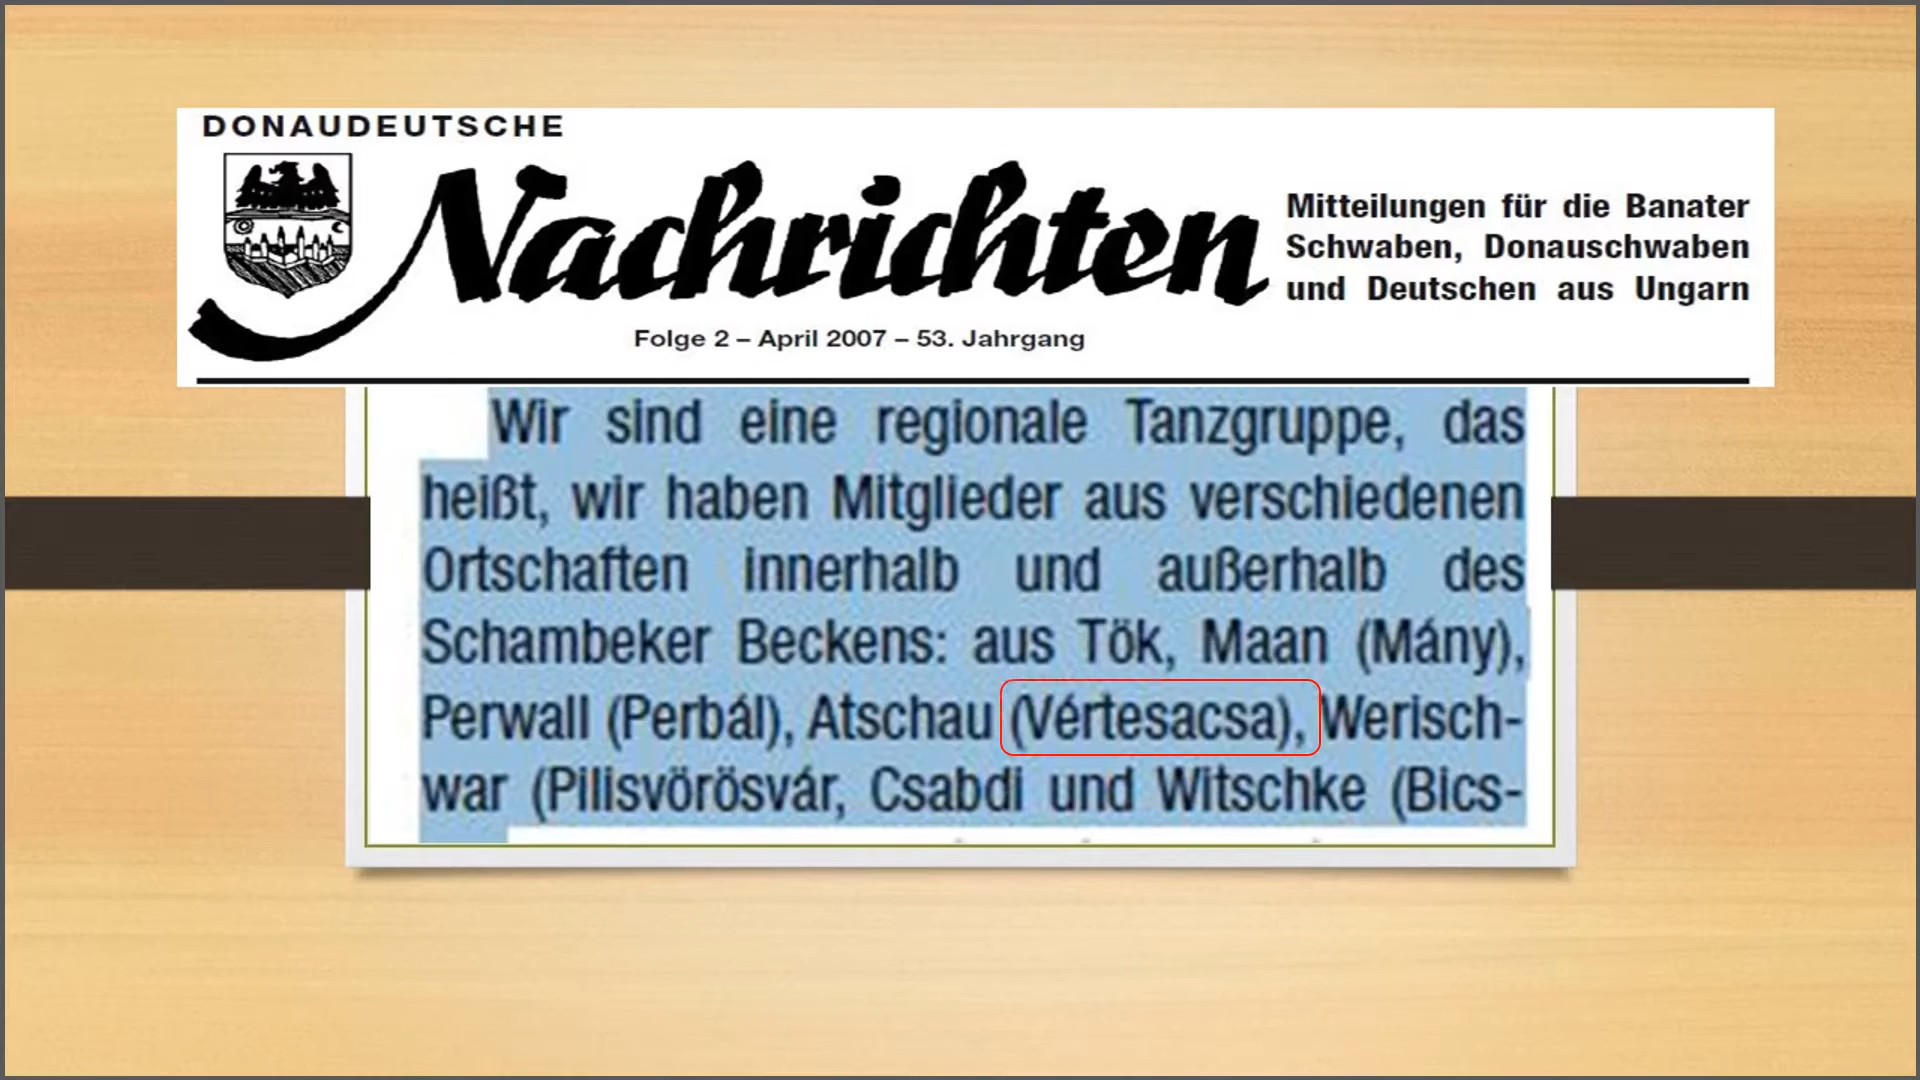 DONAUDEUTSCHE
Nachrichten
Mitteilungen für die Banater
Schwaben, Donauschwaben
und Deutschen aus Ungarn
Folge 2 – April 2007 – 53. Jahrgang
Wir sind eine regionale Tanzgruppe, das
heißt, wir haben Mitglieder aus verschiedenen
Ortschaften innerhalb und außerhalb des
Schambeker Beckens: aus Tök, Maan (Mány),
Perwall (Perbál), Atschau (Vértesacsa), Werisch-
war (Pilisvörösvár, Csabdi und Witschke (Bics-